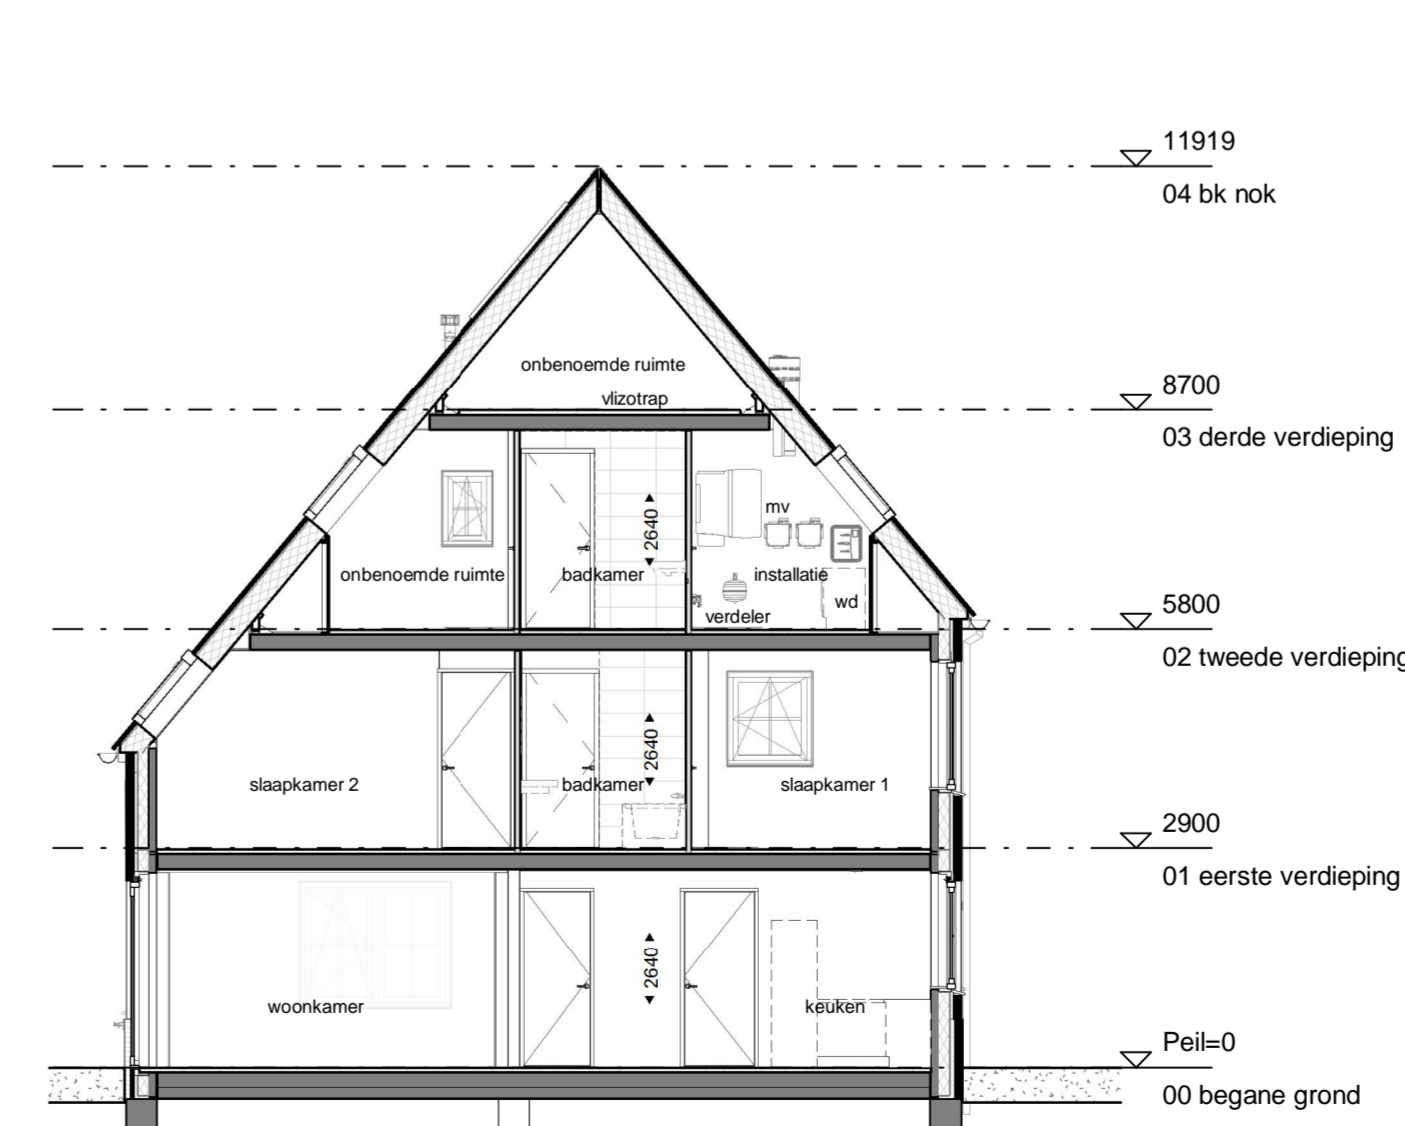 11919
04 bk nok
onbenoemde ruimte
vlizotrap
8700
03 derde verdieping
2640
mv
onbenoemde ruimte
badkamer
installatie
wd
verdeler
5800
02 tweede verdieping
2640
slaapkamer 2
badkamer
slaapkamer 1
2900
01 eerste verdieping
2640
woonkamer
keuken
Peil=0
00 begane grond